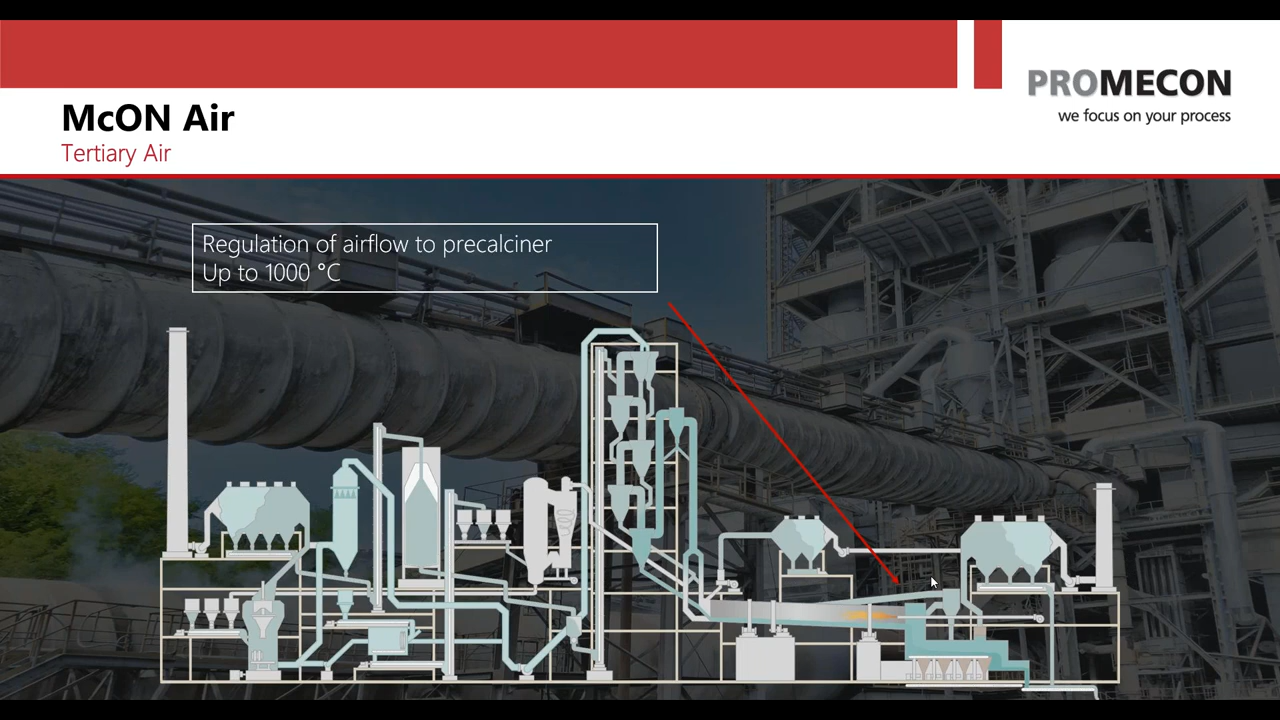 PROMECON
we focus on your process
McON Air
Tertiary Air
Regulation of airflow to precalciner
Up to 1000 °C